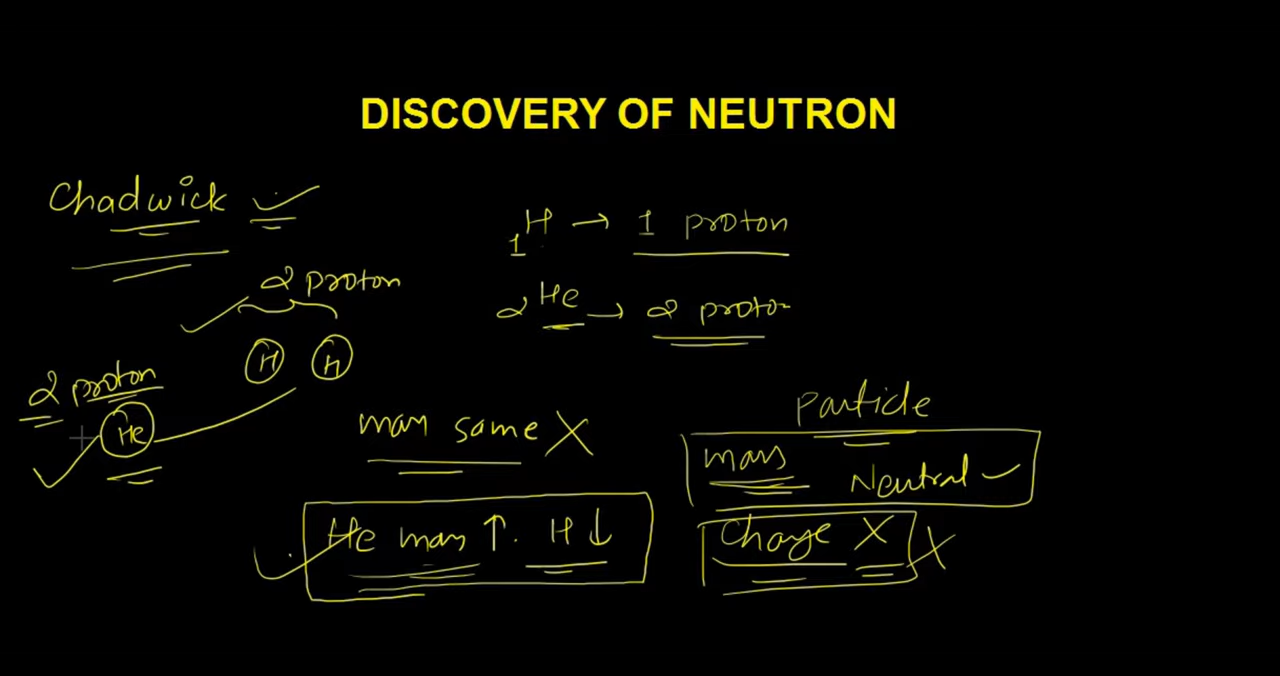 DISCOVERY OF NEUTRON
Chadwick
1H → 1 proton
2He → 2 proton
2 proton
H H
2 proton
He
mass same X
particle
mass
Neutral
He mass ↑. H ↓
charge X X